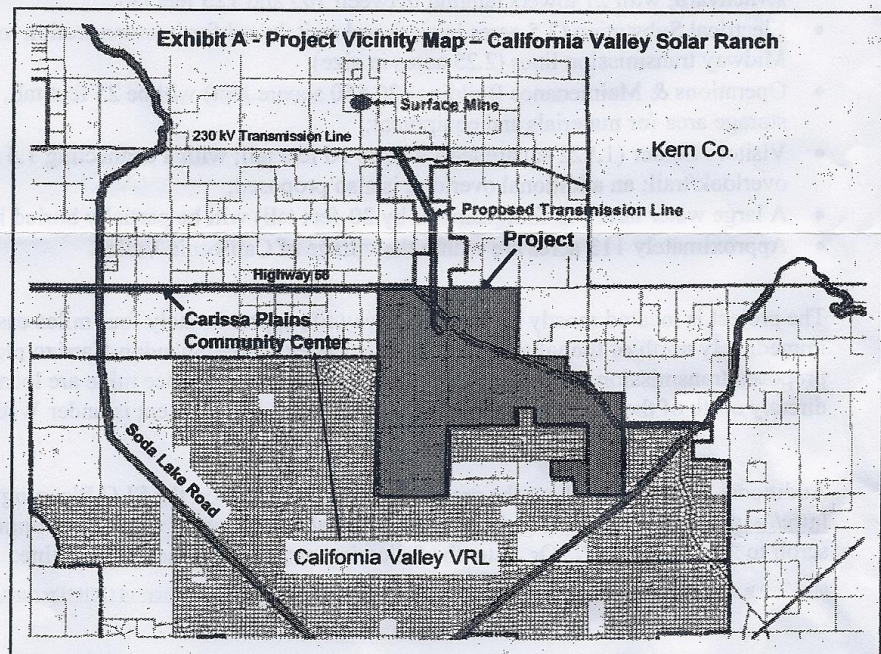 Exhibit A - Project Vicinity Map – California Valley Solar Ranch
Surface Mine
230 kV Transmission Line
Kern Co.
Proposed Transmission Line
Project
Highway 58
Carissa Plains
Community Center
Soda Lake Road
California Valley VRL